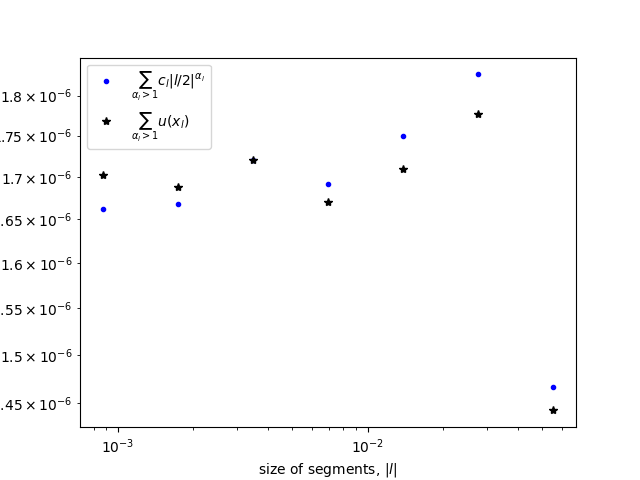 ∑_{α_i>1} c_l|l/2|^{α_i}
∑_{α_i>1} u(x_l)
1.8 × 10^{-6}
.75 × 10^{-6}
1.7 × 10^{-6}
.65 × 10^{-6}
1.6 × 10^{-6}
.55 × 10^{-6}
1.5 × 10^{-6}
.45 × 10^{-6}
10^{-3} 10^{-2}
size of segments, |l|